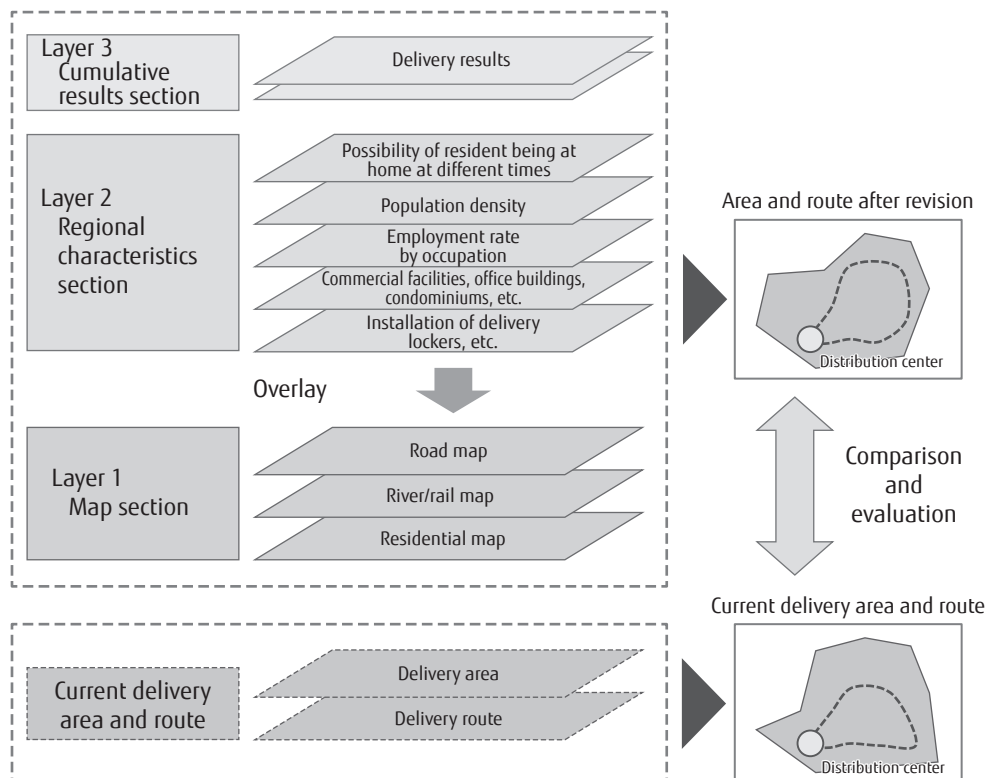 Layer 3
Cumulative
results section
Delivery results
Layer 2
Regional
characteristics
section
Possibility of resident being at
home at different times
Population density
Employment rate
by occupation
Commercial facilities, office buildings,
condominiums, etc.
Installation of delivery
lockers, etc.
Overlay
Layer 1
Map section
Road map
River/rail map
Residential map
Area and route after revision
Distribution center
Comparison
and
evaluation
Current delivery area and route
Distribution center
Current delivery
area and route
Delivery area
Delivery route